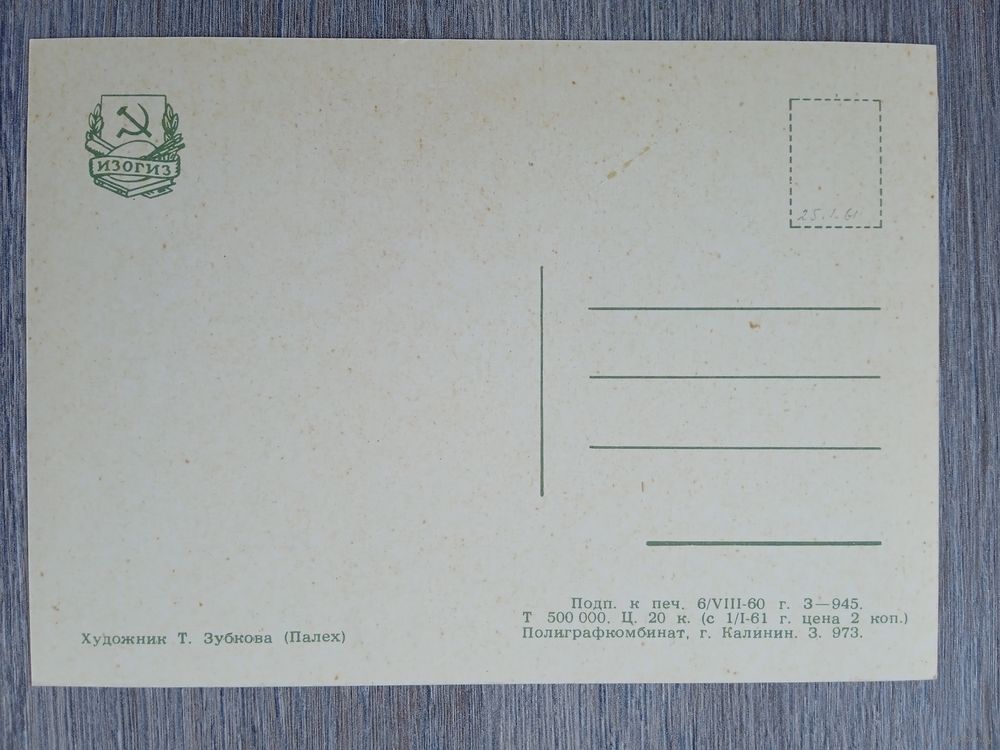 ИЗОГИЗ
25.I.61
Художник Т. Зубкова (Палех)
Подп. к печ. 6/VIII-60 г. З—945.
Т 500 000. Ц. 20 к. (с 1/I-61 г. цена 2 коп.)
Полиграфкомбинат, г. Калинин. З. 973.